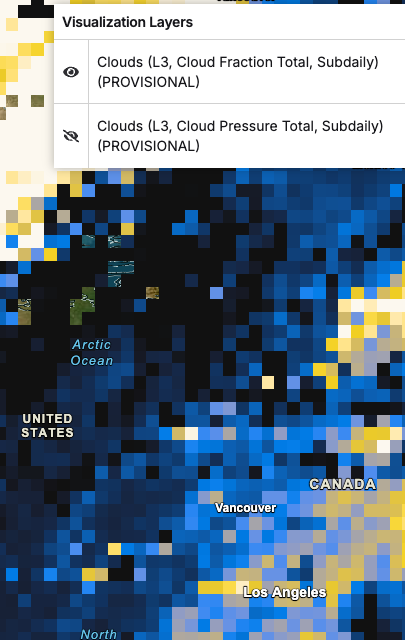 Visualization Layers
Clouds (L3, Cloud Fraction Total, Subdaily)
(PROVISIONAL)
Clouds (L3, Cloud Pressure Total, Subdaily)
(PROVISIONAL)
Arctic
Ocean
UNITED
STATES
CANADA
Vancouver
Los Angeles
North